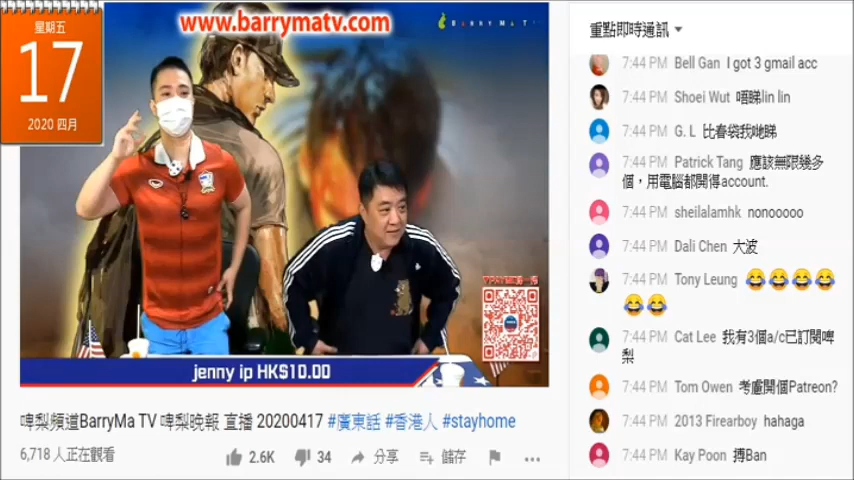 星期五
17
2020 四月
www.barrymatv.com
BARRY MA T
jenny ip HK$10.00
啤梨頻道BarryMa TV 啤梨晚報 直播 20200417 #廣東話 #香港人 #stayhome
6,718 人正在觀看
2.6K
34
分享
儲存
重點即時通訊
7:44 PM Bell Gan I got 3 gmail acc
7:44 PM Shoei Wut 唔睇lin lin
7:44 PM G. L 比春袋我哋睇
7:44 PM Patrick Tang 應該無限幾多
個，用電腦都開得account.
7:44 PM sheilalamhk nonooooo
7:44 PM Dali Chen 大波
7:44 PM Tony Leung 😂😂😂😂
😂😂
7:44 PM Cat Lee 我有3個a/c已訂閱啤
梨
7:44 PM Tom Owen 考慮開個Patreon?
7:44 PM 2013 Firearboy hahaga
7:44 PM Kay Poon 搏Ban